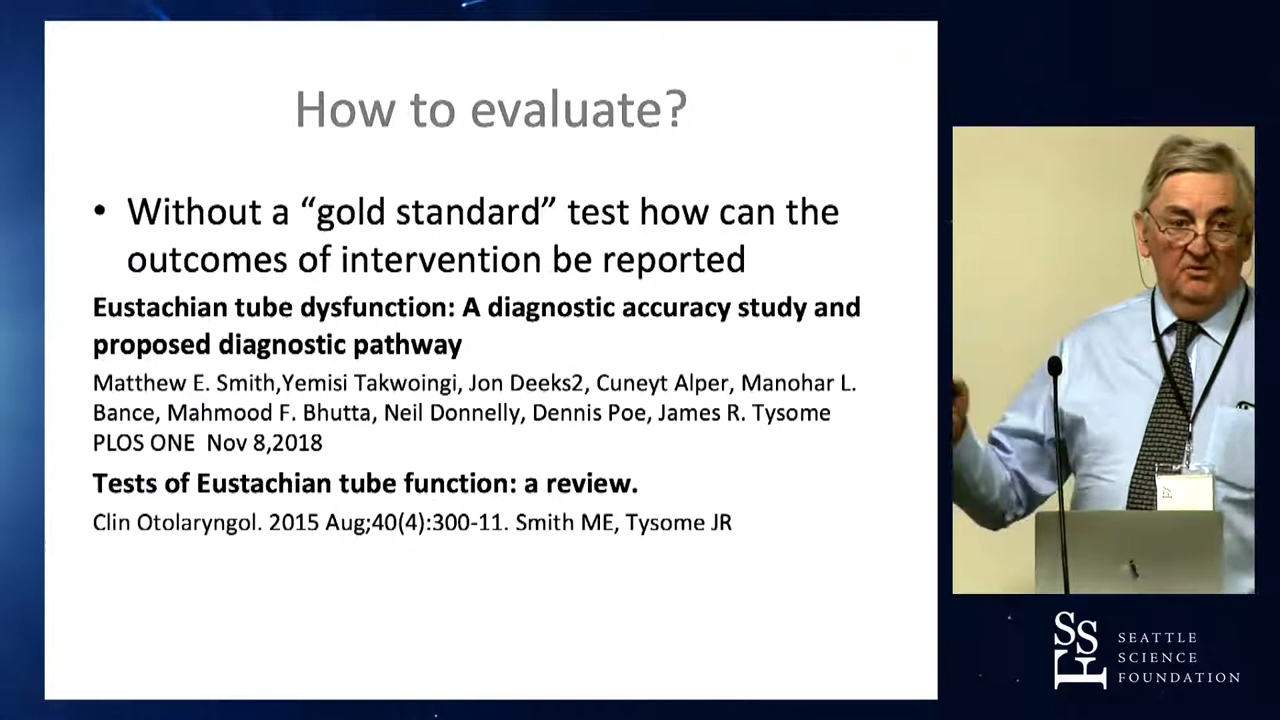 How to evaluate?
• Without a “gold standard” test how can the
outcomes of intervention be reported
Eustachian tube dysfunction: A diagnostic accuracy study and
proposed diagnostic pathway
Matthew E. Smith,Yemisi Takwoingi, Jon Deeks2, Cuneyt Alper, Manohar L.
Bance, Mahmood F. Bhutta, Neil Donnelly, Dennis Poe, James R. Tysome
PLOS ONE  Nov 8,2018
Tests of Eustachian tube function: a review.
Clin Otolaryngol. 2015 Aug;40(4):300-11. Smith ME, Tysome JR
SSF
SEATTLE
SCIENCE
FOUNDATION